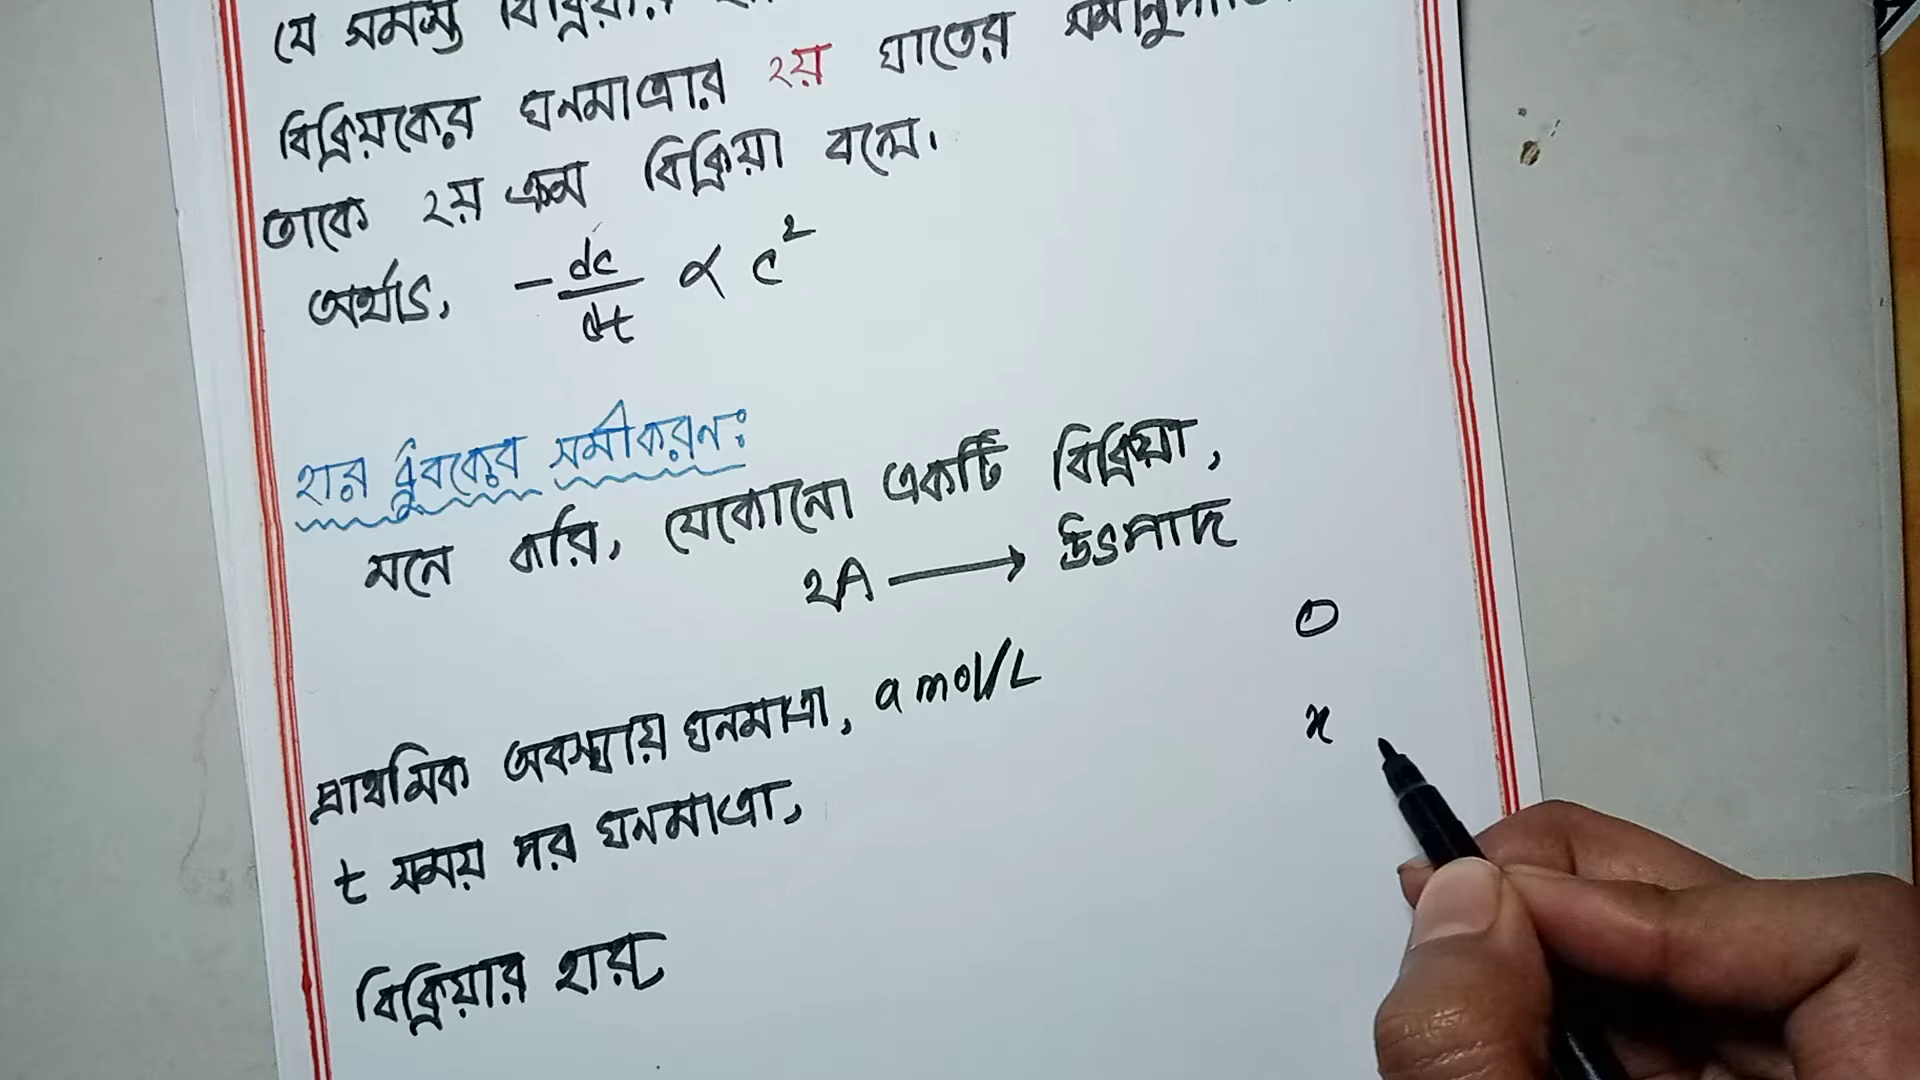 যে সমস্ত বিক্রিয়ার
বিক্রিয়কের ঘনমাত্রার ২য় ঘাতের সমানুপাতিক
তাকে ২য় ক্রম বিক্রিয়া বলে।
অর্থাৎ, -dc/dt ∝ c²
হার ধ্রুবকের সমীকরনঃ
মনে করি, যেকোনো একটি বিক্রিয়া,
2A ⟶ উৎপাদ
প্রাথমিক অবস্থায় ঘনমাত্রা, a mol/L 0
t সময় পর ঘনমাত্রা, x
বিক্রিয়ার হার,